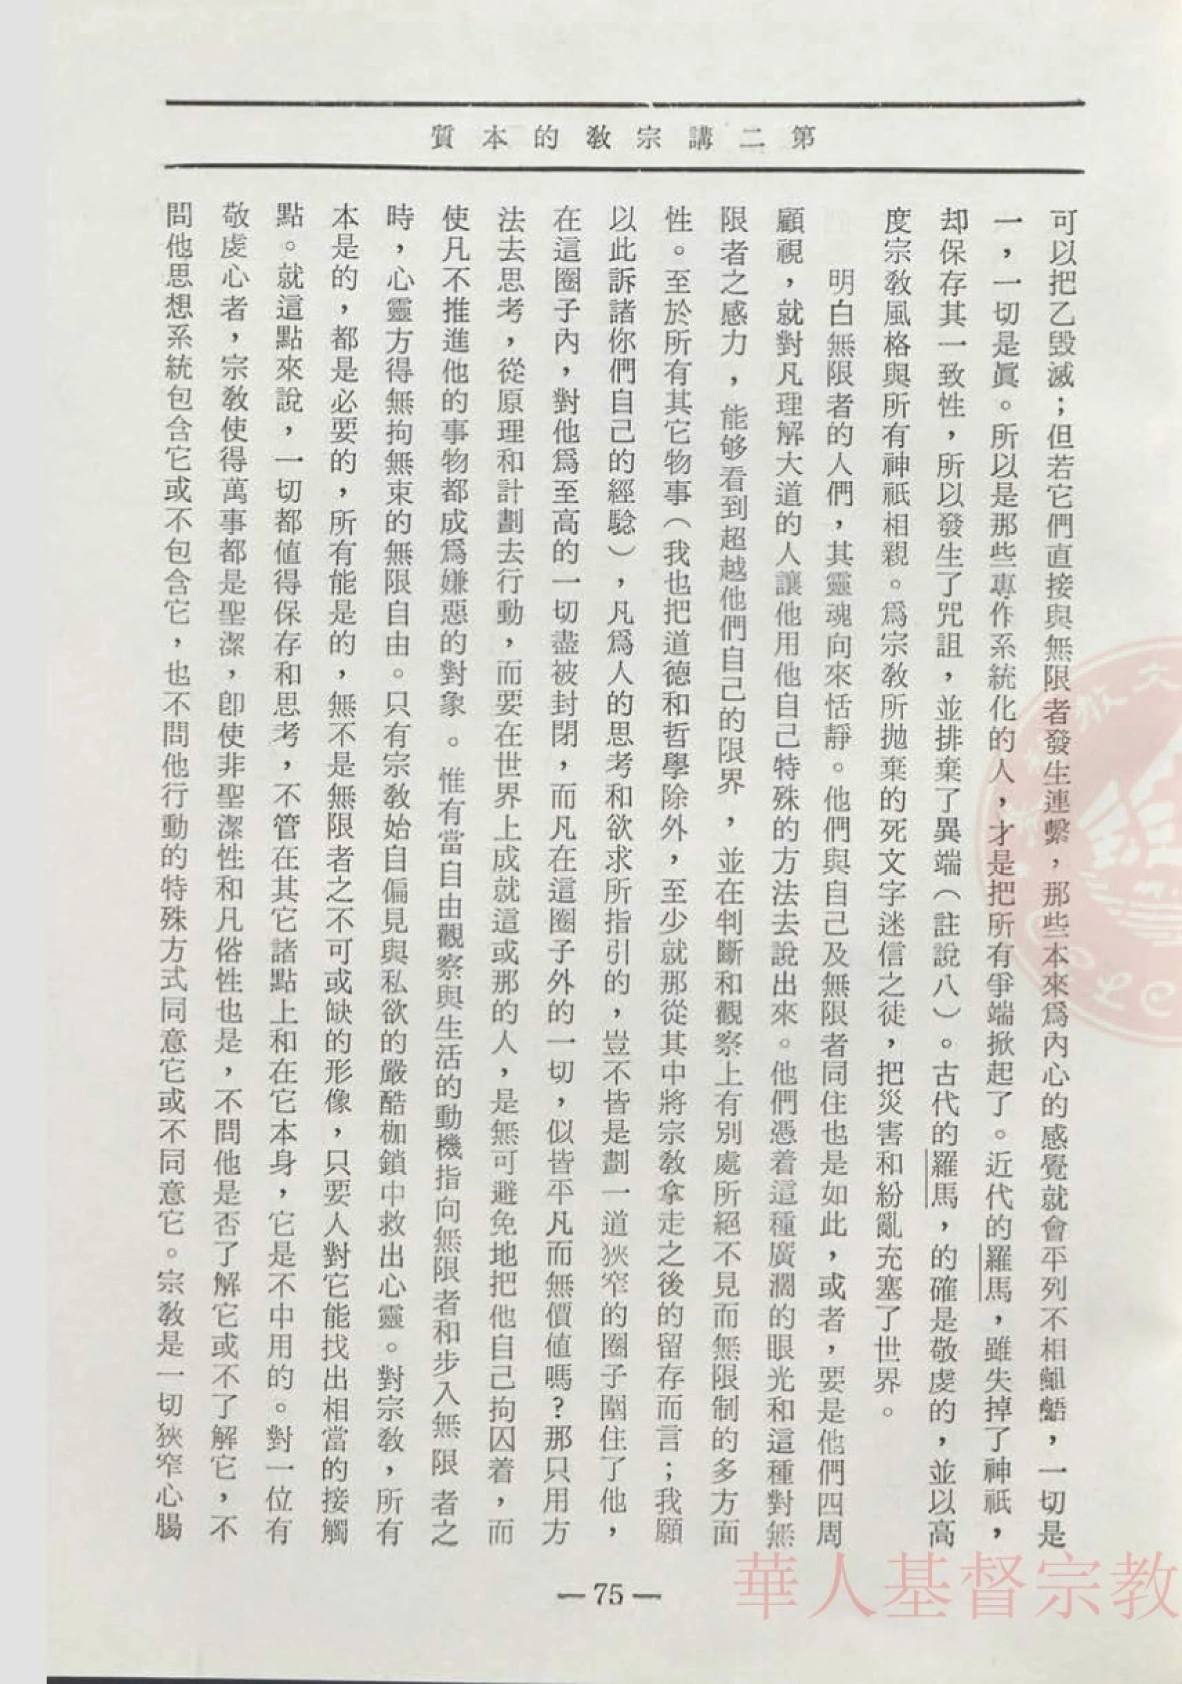 第二講宗教的本質
可以把乙毀滅；但若它們直接與無限者發生連繫，那些本來爲內心的感覺就會平列不相齟齬，一切是
一，一切是眞。所以是那些專作系統化的人，才是把所有爭端掀起了。近代的羅馬，雖失掉了神祇，
却保存其一致性，所以發生了咒詛，並排棄了異端（註說八）。古代的羅馬，的確是敬虔的，並以高
度宗教風格與所有神祇相親。爲宗教所拋棄的死文字迷信之徒，把災害和紛亂充塞了世界。
明白無限者的人們，其靈魂向來恬靜。他們與自己及無限者同住也是如此，或者，要是他們四周
顧視，就對凡理解大道的人讓他用他自己特殊的方法去說出來。他們憑着這種廣濶的眼光和這種對無
限者之感力，能够看到超越他們自己的限界，並在判斷和觀察上有別處所絕不見而無限制的多方面
性。至於所有其它物事（我也把道德和哲學除外，至少就那從其中將宗教拿走之後的留存而言；我願
以此訴諸你們自己的經驗），凡爲人的思考和欲求所指引的，豈不皆是劃一道狹窄的圈子圍住了他，
在這圈子內，對他爲至高的一切盡被封閉，而凡在這圈子外的一切，似皆平凡而無價値嗎？那只用方
法去思考，從原理和計劃去行動，而要在世界上成就這或那的人，是無可避免地把他自己拘囚着，而
使凡不推進他的事物都成爲嫌惡的對象。惟有當自由觀察與生活的動機指向無限者和步入無限者之
時，心靈方得無拘無束的無限自由。只有宗教始自偏見與私欲的嚴酷枷鎖中救出心靈。對宗教，所有
本是的，都是必要的，所有能是的，無不是無限者之不可或缺的形像，只要人對它能找出相當的接觸
點。就這點來說，一切都値得保存和思考，不管在其它諸點上和在它本身，它是不中用的。對一位有
敬虔心者，宗教使得萬事都是聖潔，卽使非聖潔性和凡俗性也是，不問他是否了解它或不了解它，不
問他思想系統包含它或不包含它，也不問他行動的特殊方式同意它或不同意它。宗教是一切狹窄心腸
—75—
華人基督宗教